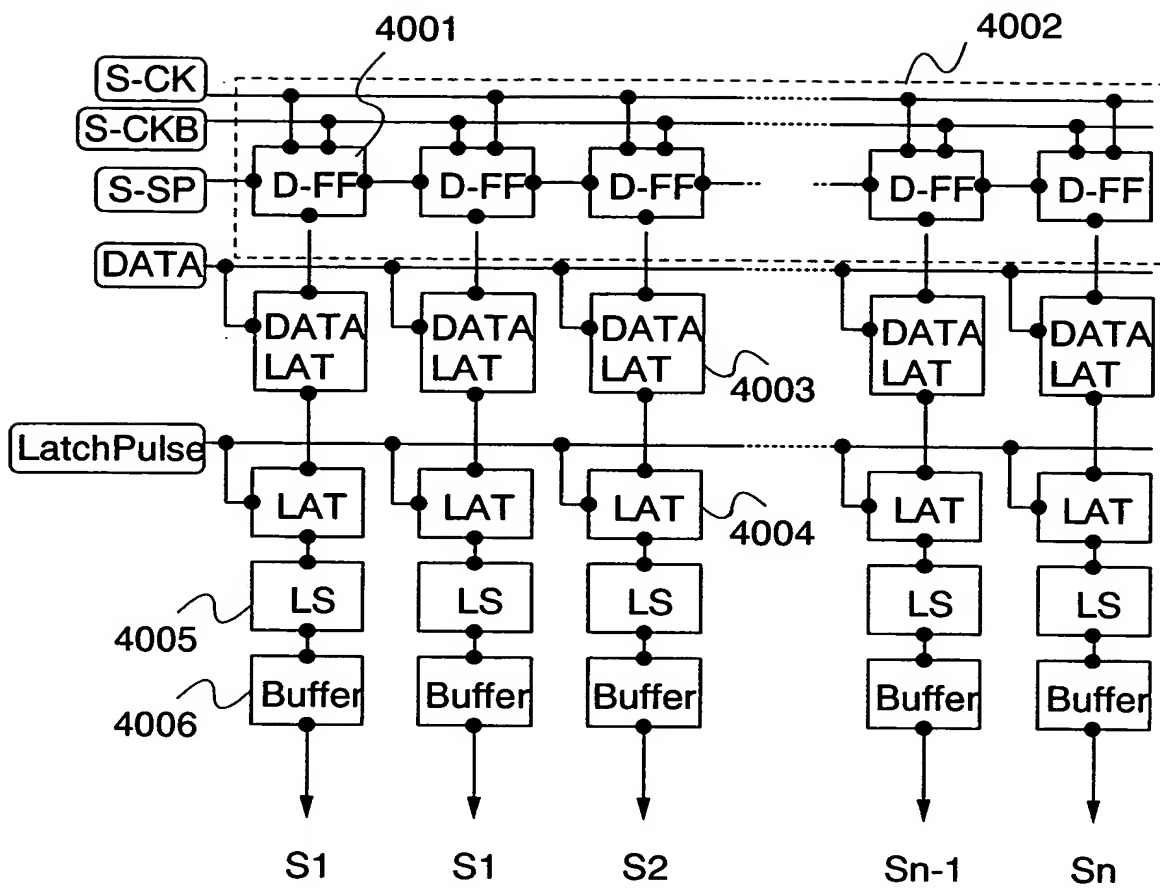 4001
4002
S-CK
S-CKB
S-SP
D-FF D-FF D-FF D-FF D-FF
DATA
DATA LAT
DATA LAT
DATA LAT
DATA LAT
DATA LAT
4003
LatchPulse
LAT LAT LAT LAT LAT
4004
LS LS LS LS LS
4005
Buffer Buffer Buffer Buffer Buffer
4006
S1 S1 S2 Sn-1 Sn